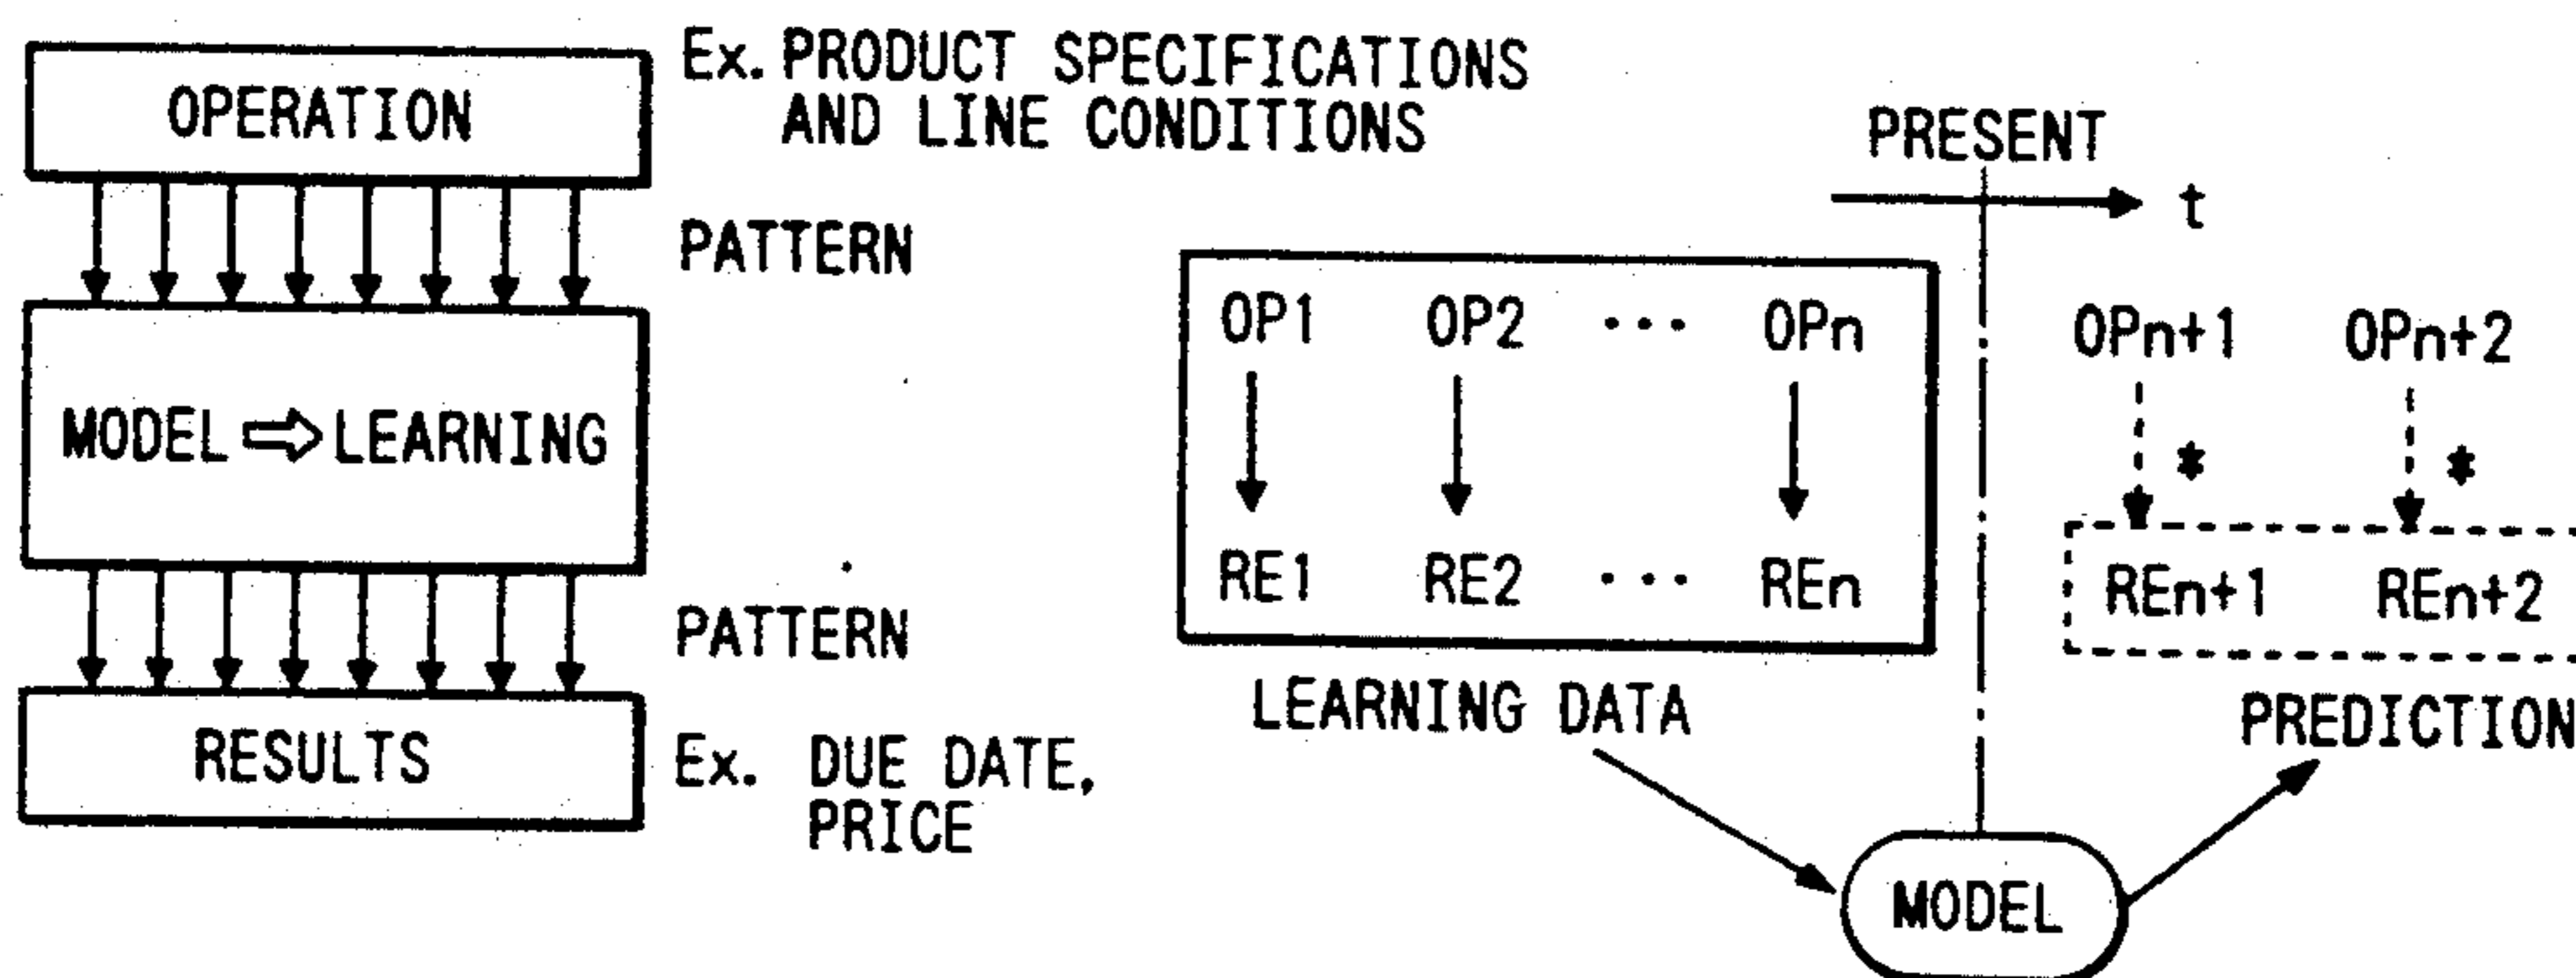 OPERATION
Ex. PRODUCT SPECIFICATIONS
AND LINE CONDITIONS
PATTERN
MODEL ⇨ LEARNING
PATTERN
RESULTS
Ex. DUE DATE,
PRICE
PRESENT
t
OP1 OP2 ... OPn
OPn+1 OPn+2
* *
RE1 RE2 ... REn
REn+1 REn+2
LEARNING DATA
PREDICTION
MODEL